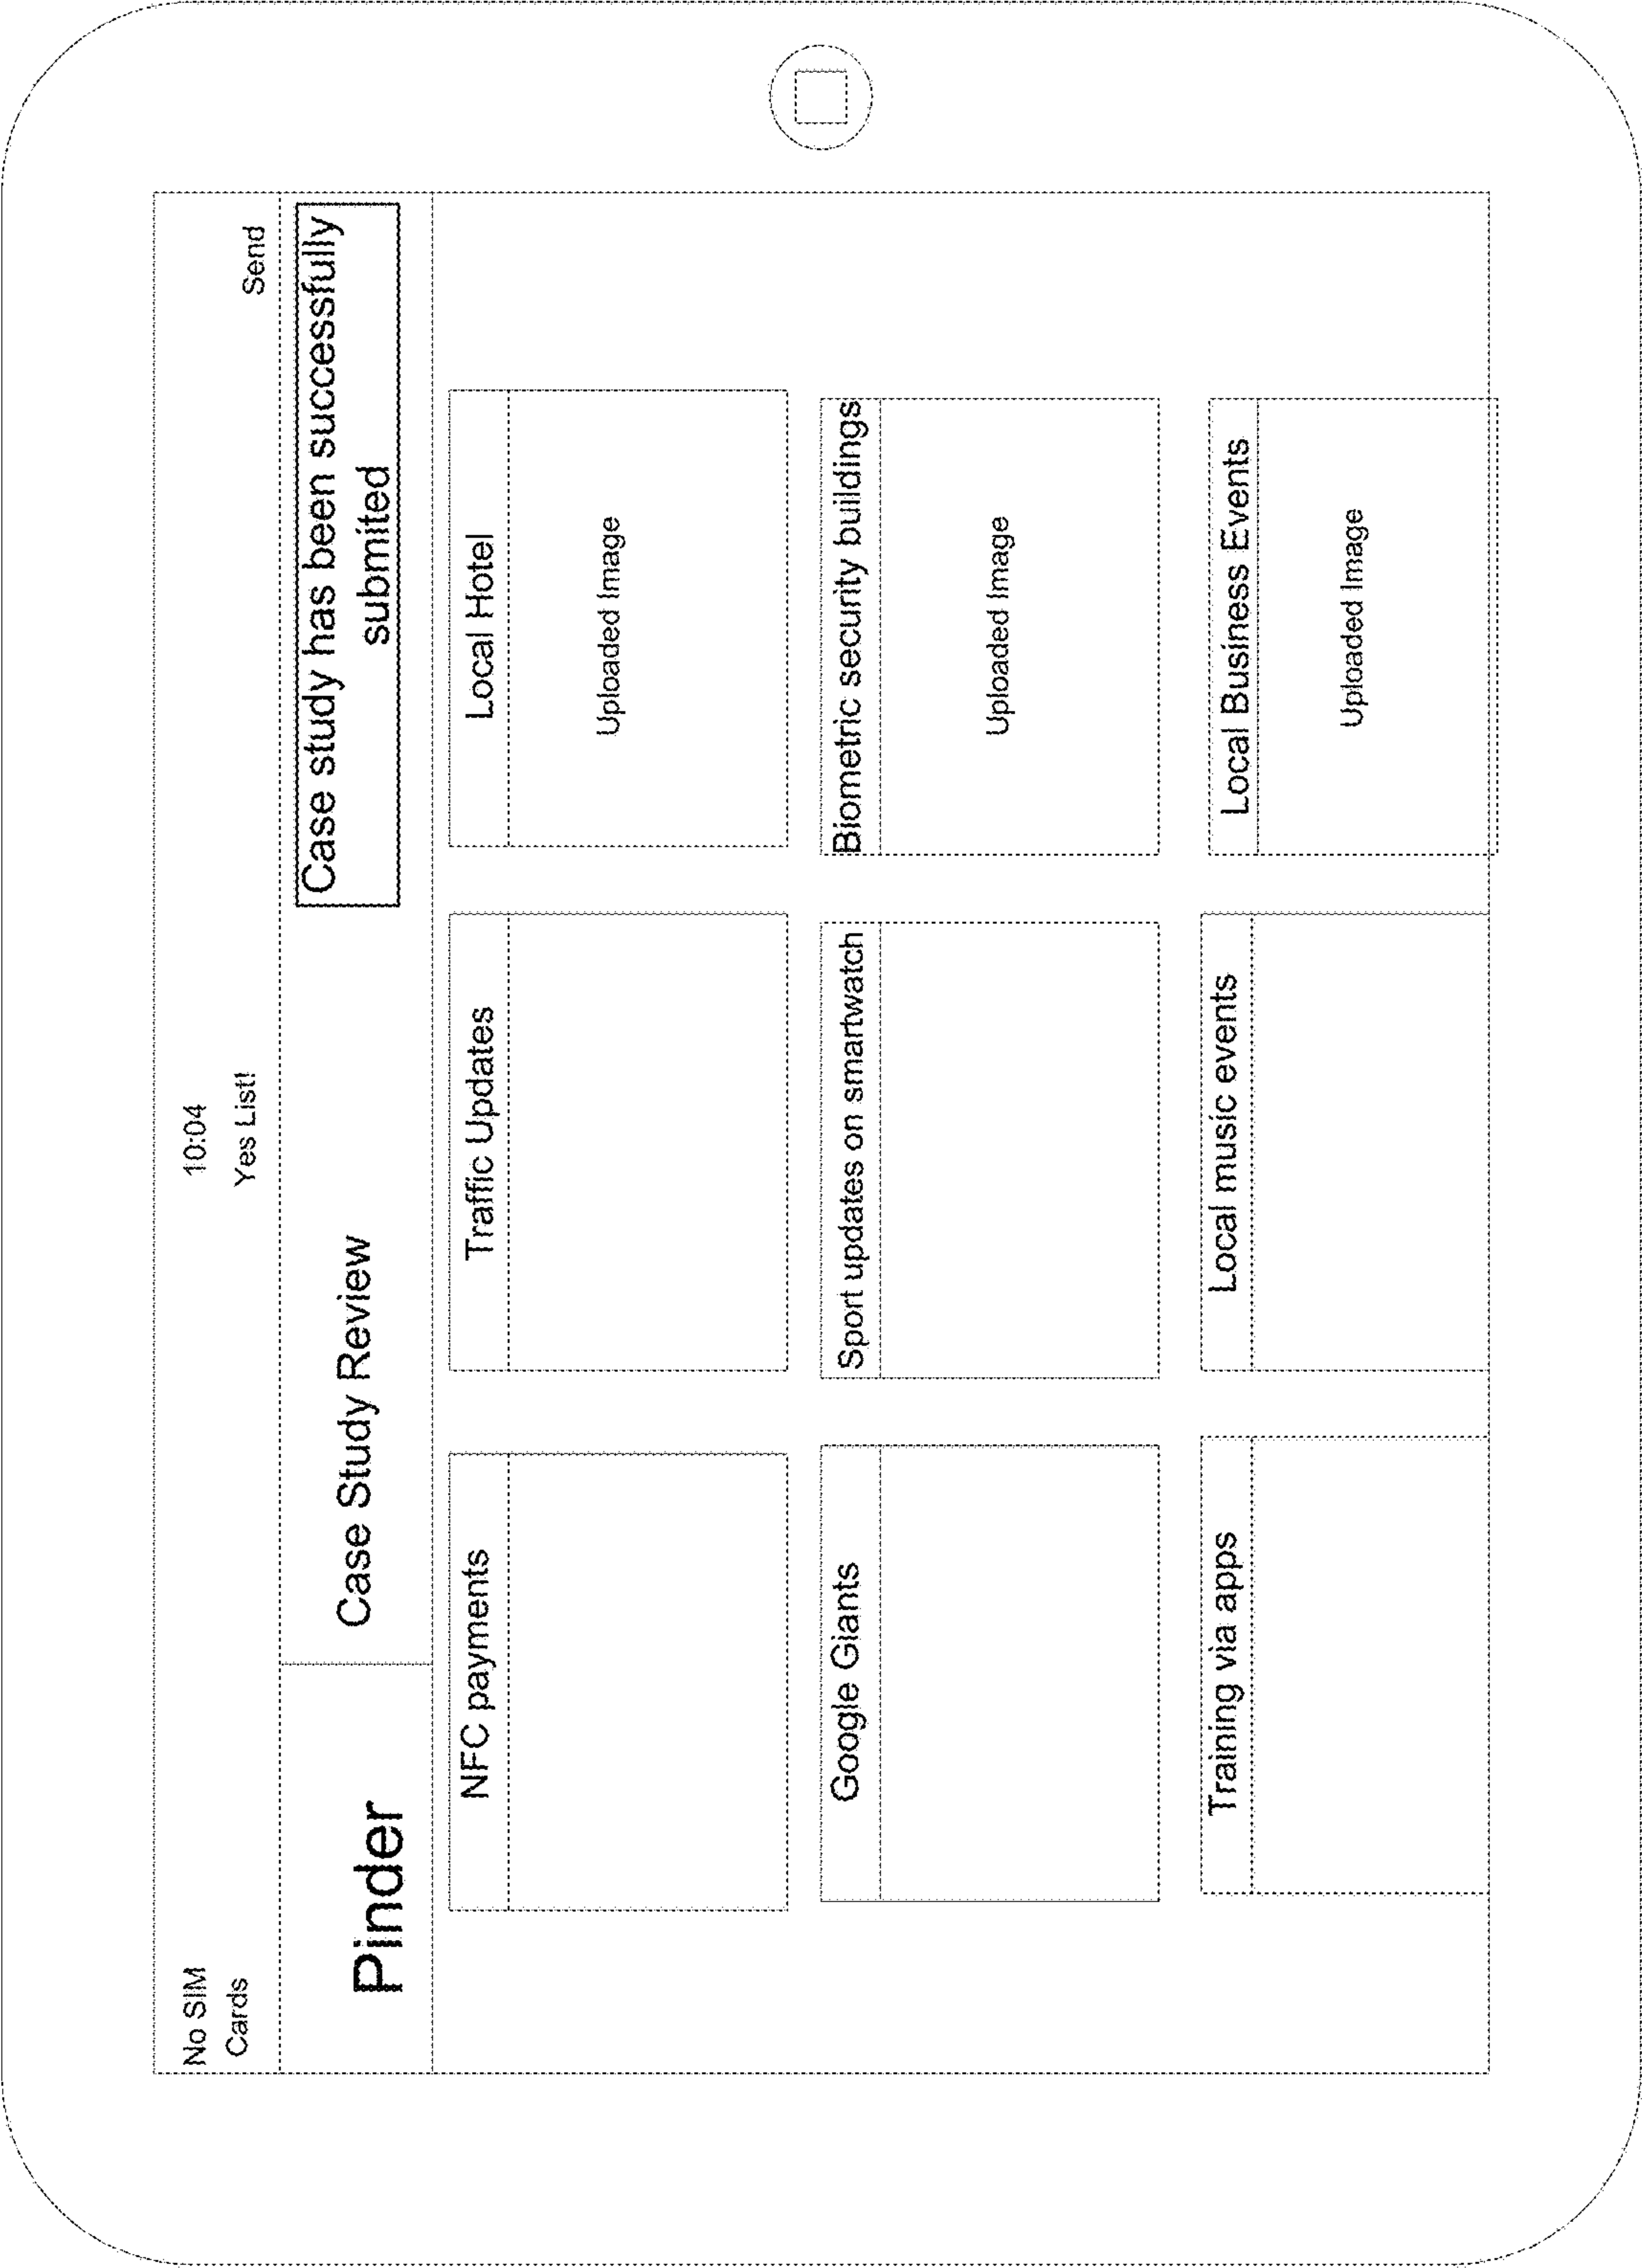 No SIM
Cards
10:04
Yes List!
Send
Pinder
Case Study Review
Case study has been successfully
submited
NFC payments
Traffic Updates
Local Hotel
Uploaded Image
Google Giants
Sport updates on smartwatch
Biometric security buildings
Uploaded Image
Training via apps
Local music events
Local Business Events
Uploaded Image